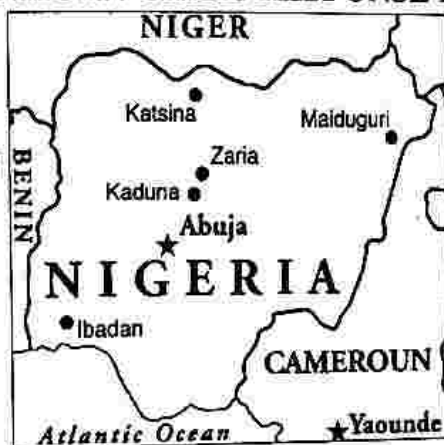 NIGER
Katsina
Maiduguri
BENIN
Zaria
Kaduna
Abuja
NIGERIA
Ibadan
CAMEROUN
Yaounde
Atlantic Ocean